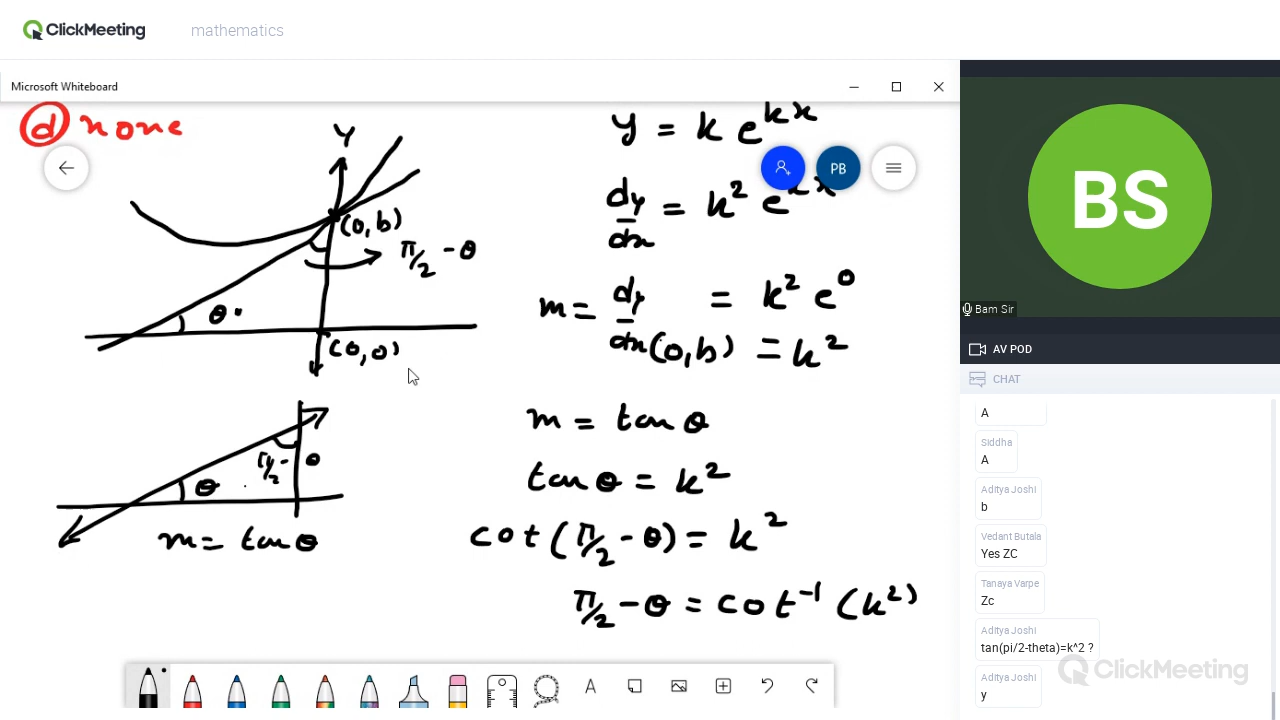 ClickMeeting
mathematics
Microsoft Whiteboard
ⓓ none
Y
(0,b)
π/2 - θ
θ
(0,0)
π/2 - θ
θ
m = tan θ
y = k e^{kx}
dy/dx = k² e^{kx}
m = dy/dx (0,b) = k² e^0
= k²
m = tan θ
tan θ = k²
cot(π/2 - θ) = k²
π/2 - θ = cot⁻¹ (k²)
PB
BS
Bam Sir
AV POD
CHAT
A
Siddha
A
Aditya Joshi
b
Vedant Butala
Yes ZC
Tanaya Varpe
Zc
Aditya Joshi
tan(pi/2-theta)=k^2 ?
Aditya Joshi
y
ClickMeeting
A